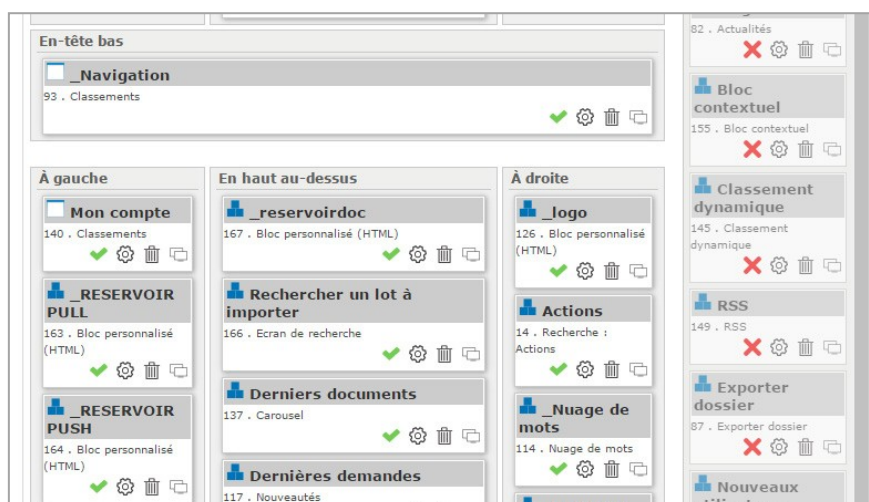 En-tête bas
_Navigation
93 . Classements
À gauche
Mon compte
140 . Classements
_RESERVOIR
PULL
163 . Bloc personnalisé
(HTML)
_RESERVOIR
PUSH
164 . Bloc personnalisé
(HTML)
En haut au-dessus
_reservoirdoc
167 . Bloc personnalisé (HTML)
Rechercher un lot à
importer
166 . Ecran de recherche
Derniers documents
137 . Carousel
Dernières demandes
117 . Nouveautés
À droite
_logo
126 . Bloc personnalisé
(HTML)
Actions
14 . Recherche :
Actions
_Nuage de
mots
114 . Nuage de mots
82 . Actualités
Bloc
contextuel
155 . Bloc contextuel
Classement
dynamique
145 . Classement
dynamique
RSS
149 . RSS
Exporter
dossier
87 . Exporter dossier
Nouveaux